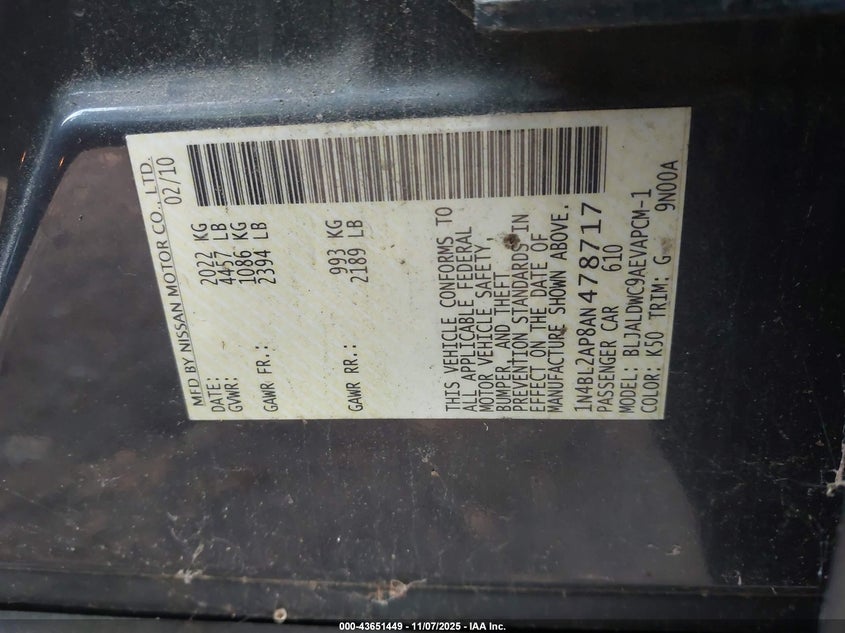 MFD BY NISSAN MOTOR CO., LTD.
DATE: 02/10
GVWR: 2022 KG
4457 LB
GAWR FR.: 1086 KG
2394 LB
GAWR RR.: 993 KG
2189 LB
THIS VEHICLE CONFORMS TO
ALL APPLICABLE FEDERAL
MOTOR VEHICLE SAFETY,
BUMPER, AND THEFT
PREVENTION STANDARDS IN
EFFECT ON THE DATE OF
MANUFACTURE SHOWN ABOVE.
1N4BL2AP8AN478717
PASSENGER CAR 610
MODEL: BLJALDWC9AEVAPCM-1
COLOR: K50 TRIM: G 9N00A
000-43651449 - 11/07/2025 - IAA Inc.